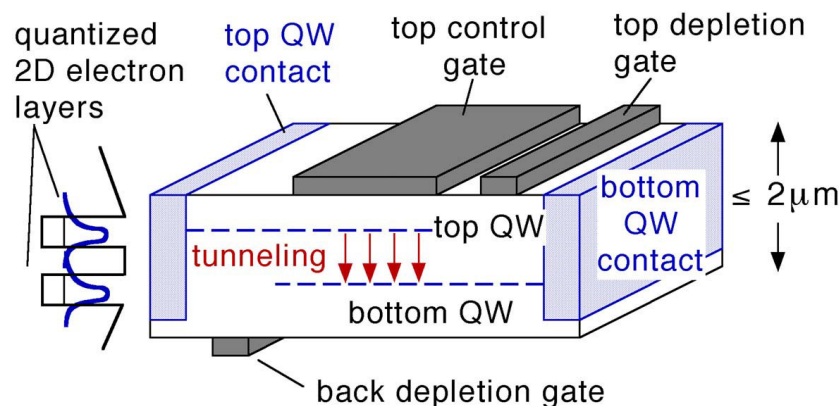 quantized
2D electron
layers
top QW
contact
top control
gate
top depletion
gate
top QW
tunneling
bottom QW
bottom
QW
contact
≤ 2μm
back depletion gate